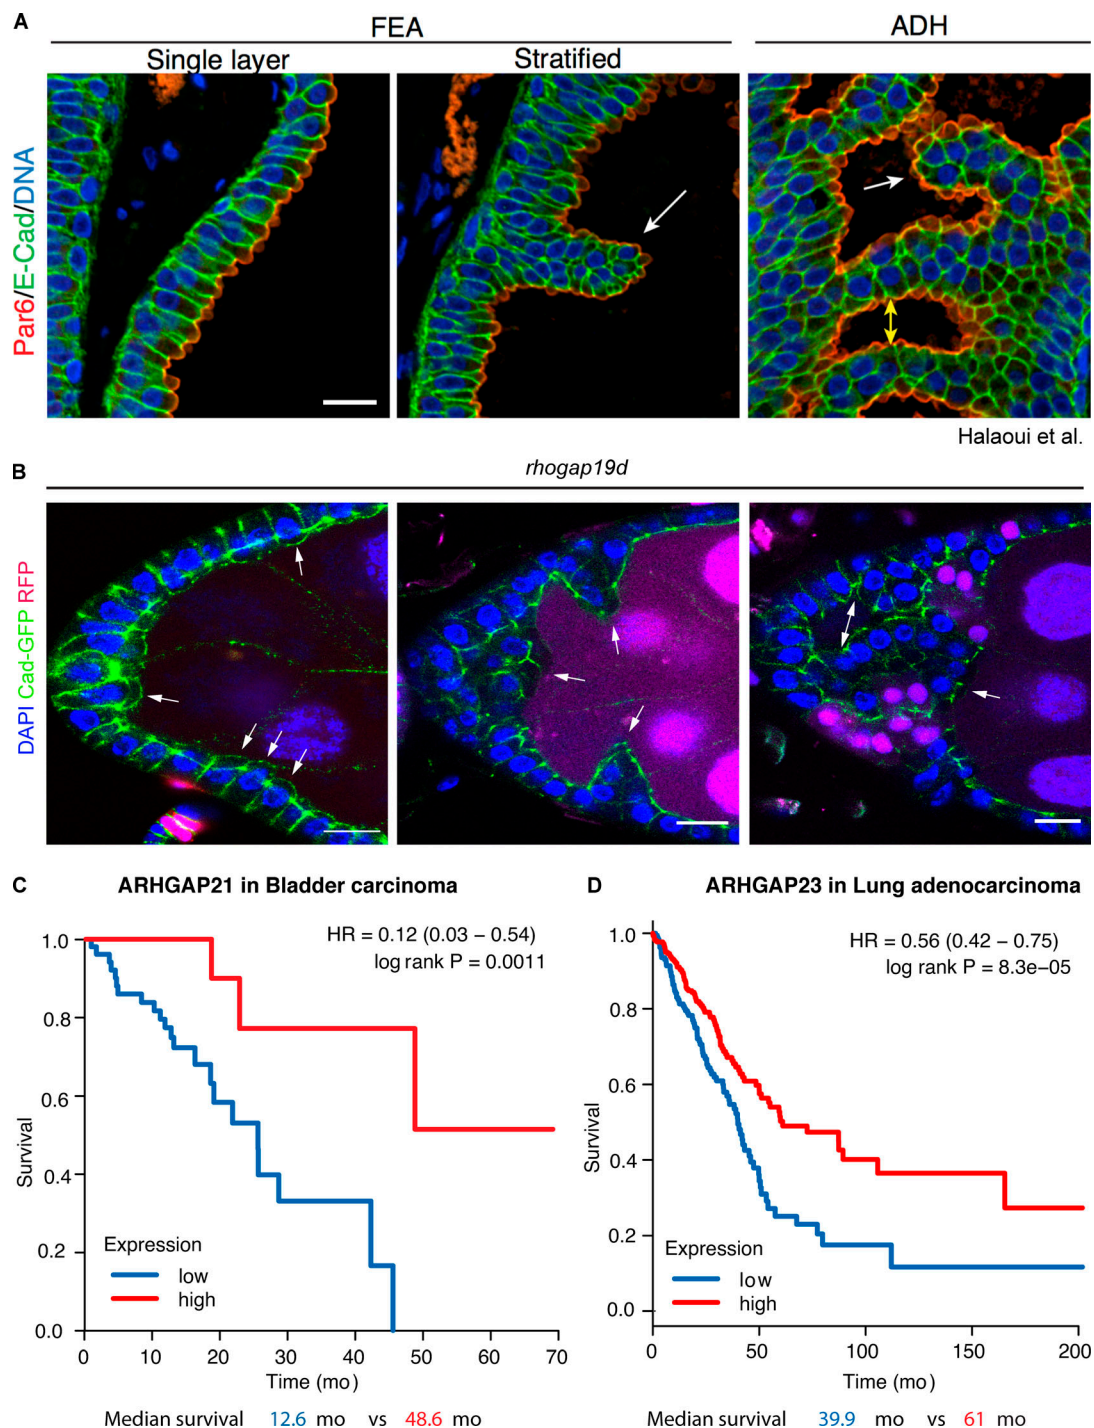 A
FEA
ADH
Single layer
Stratified
Par6/E-Cad/DNA
Halaoui et al.
B
rhogap19d
DAPI Cad-GFP RFP
C
ARHGAP21 in Bladder carcinoma
HR = 0.12 (0.03 – 0.54)
log rank P = 0.0011
Survival
1.0
0.8
0.6
0.4
0.2
0.0
Expression
low
high
0 10 20 30 40 50 60 70
Time (mo)
Median survival 12.6 mo vs 48.6 mo
D
ARHGAP23 in Lung adenocarcinoma
HR = 0.56 (0.42 – 0.75)
log rank P = 8.3e–05
Survival
1.0
0.8
0.6
0.4
0.2
0.0
Expression
low
high
0 50 100 150 200
Time (mo)
Median survival 39.9 mo vs 61 mo